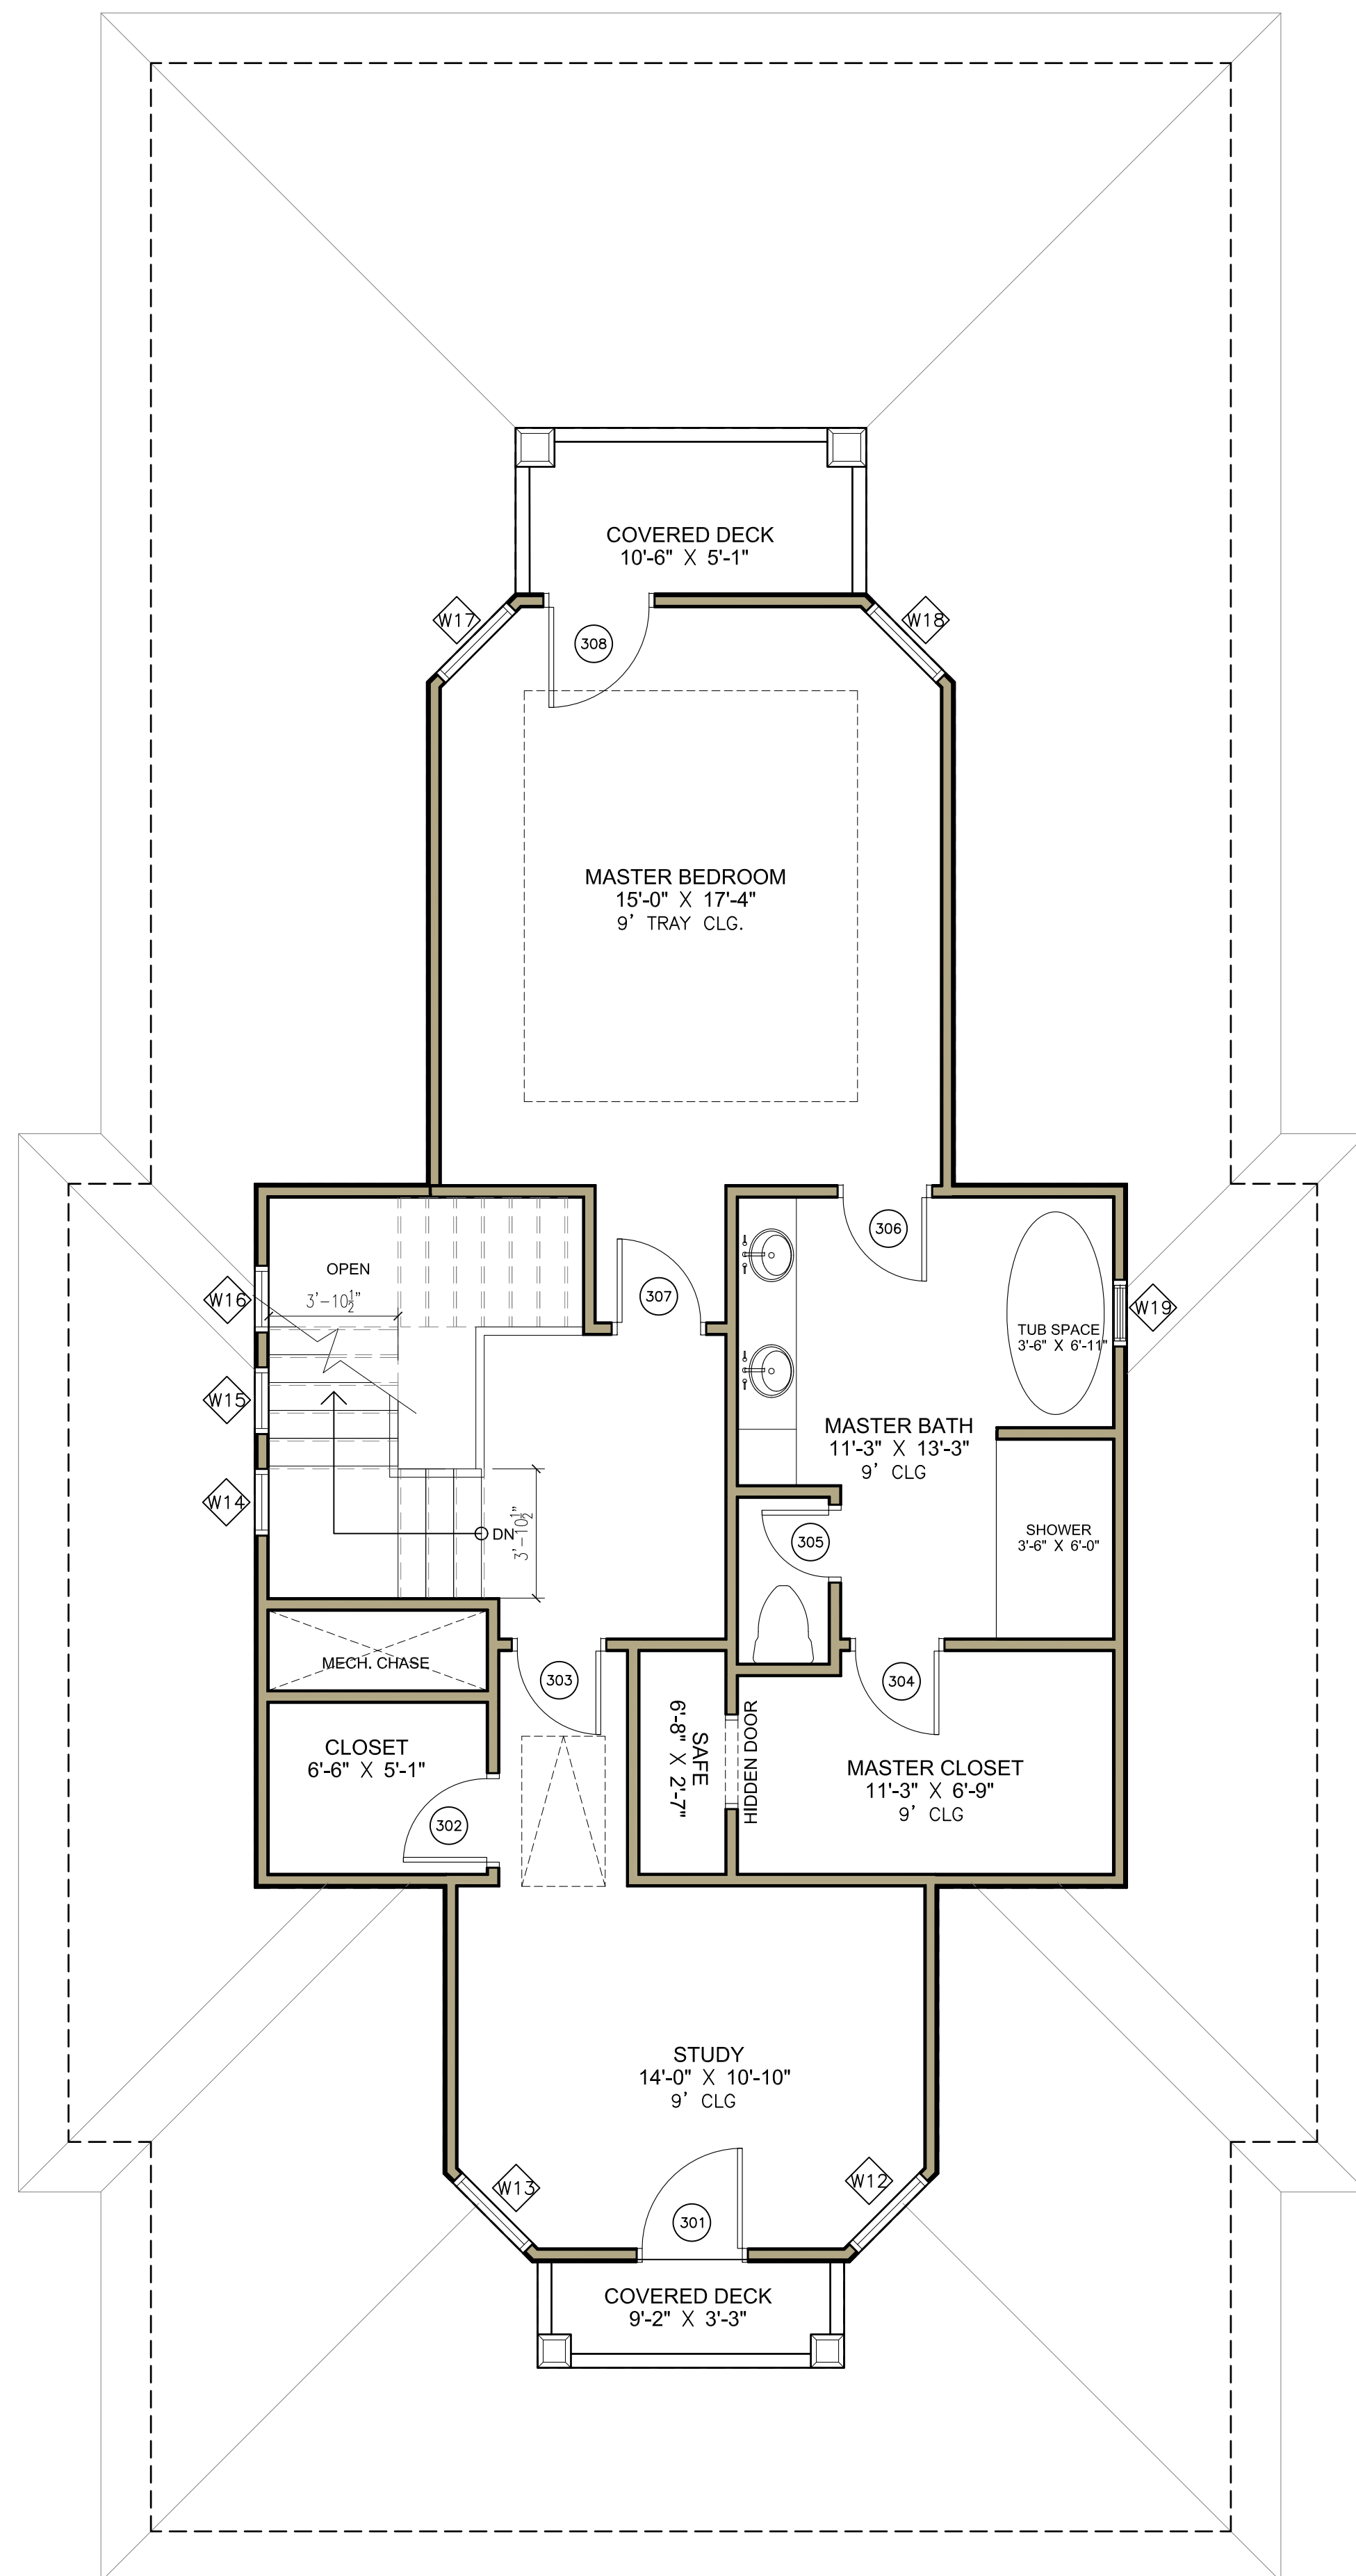 COVERED DECK
10'-6" X 5'-1"
W17
W18
308
MASTER BEDROOM
15'-0" X 17'-4"
9' TRAY CLG.
306
OPEN
3'-10½"
W16
307
W19
TUB SPACE
3'-6" X 6'-11"
W15
MASTER BATH
11'-3" X 13'-3"
9' CLG
W14
DN
3'-10½"
305
SHOWER
3'-6" X 6'-0"
MECH. CHASE
303
304
CLOSET
6'-6" X 5'-1"
SAFE
6'-8" X 2'-7"
HIDDEN DOOR
MASTER CLOSET
11'-3" X 6'-9"
9' CLG
302
STUDY
14'-0" X 10'-10"
9' CLG
W13
W12
301
COVERED DECK
9'-2" X 3'-3"